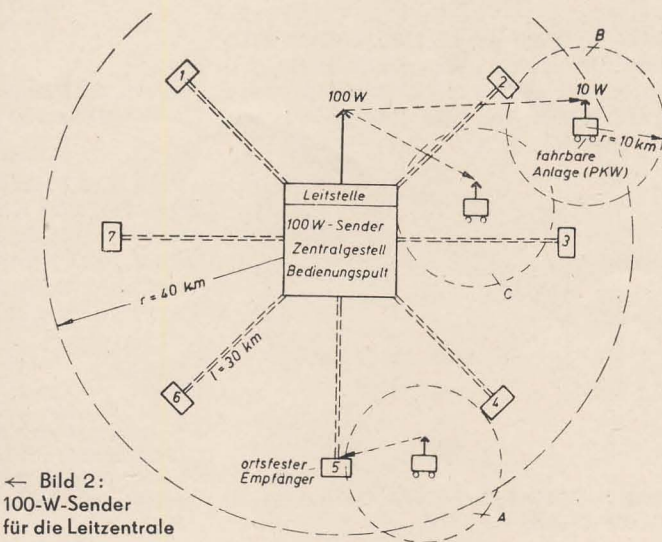 B
1
2
100 W
10 W
r = 10 km
fahrbare
Anlage (PKW)
Leitstelle
100 W-Sender
Zentralgestell
Bedienungspult
7
3
C
r = 40 km
l = 30 km
6
4
ortsfester
Empfänger
5
A
← Bild 2:
100-W-Sender
für die Leitzentrale